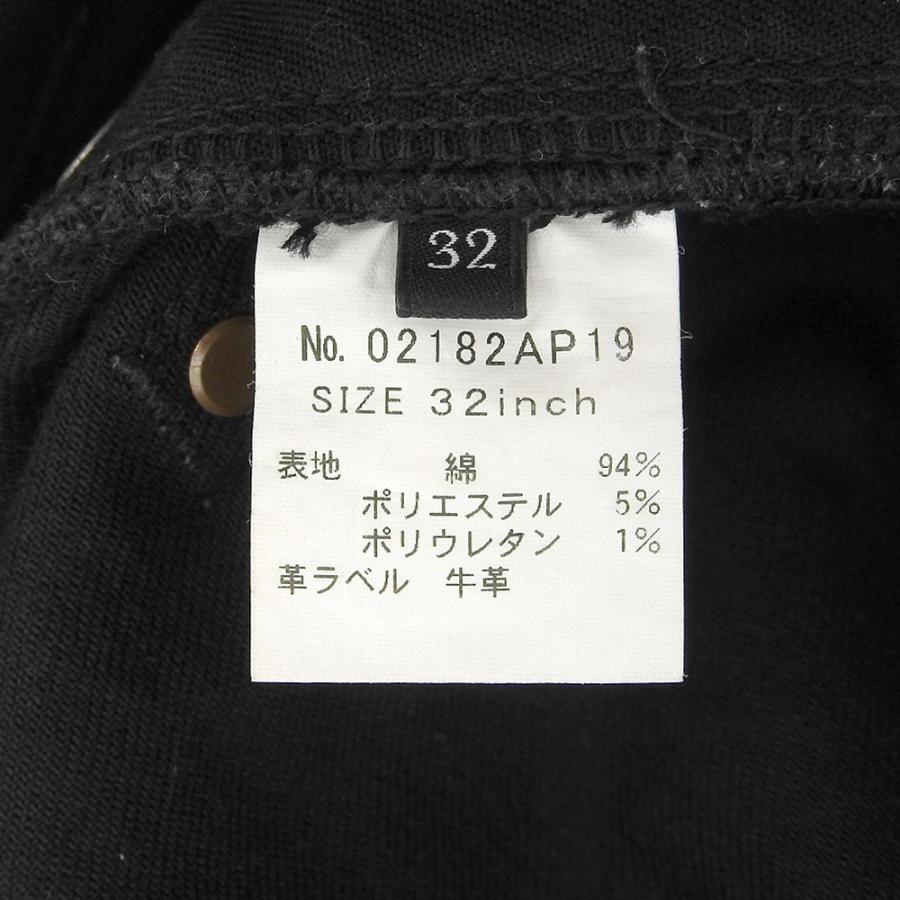 32
No. 02182AP19
SIZE 32inch
表地 綿 94%
ポリエステル 5%
ポリウレタン 1%
革ラベル 牛革